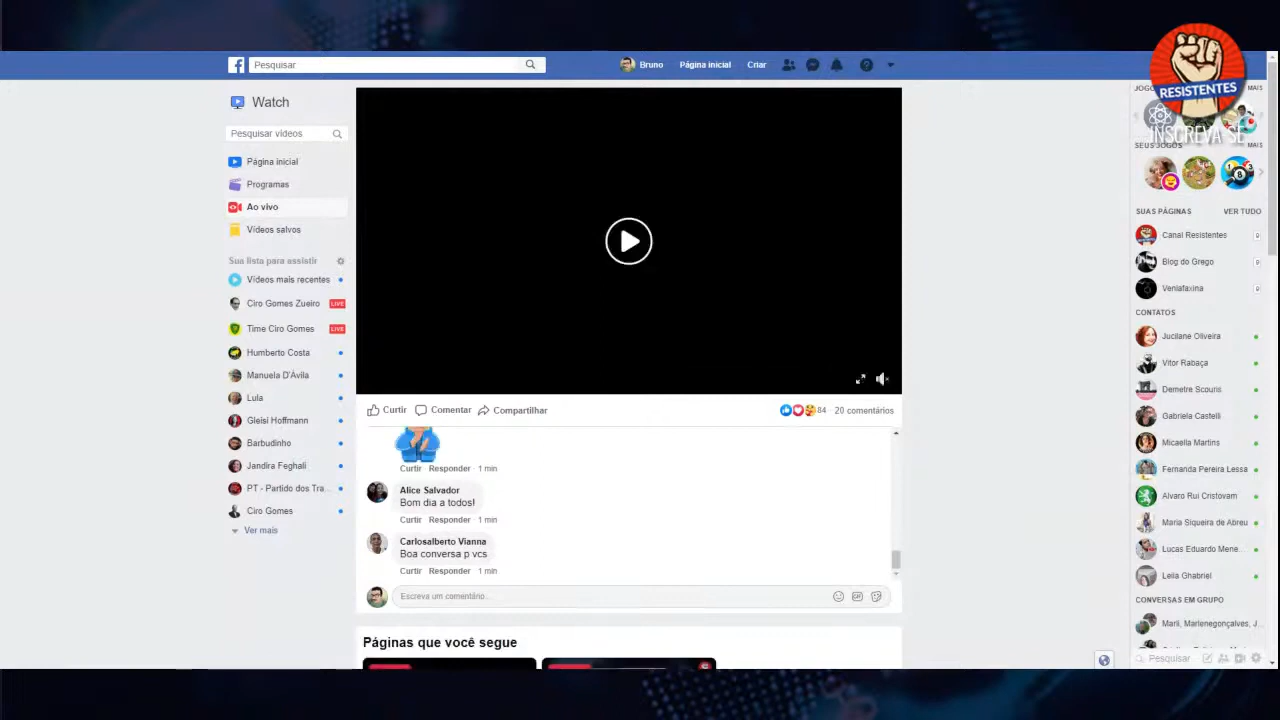 Pesquisar
Bruno
Página inicial
Criar
RESISTENTES
INSCREVA SE
Watch
Pesquisar vídeos
Página inicial
Programas
Ao vivo
Vídeos salvos
Sua lista para assistir
Vídeos mais recentes
Ciro Gomes Zueiro LIVE
Time Ciro Gomes LIVE
Humberto Costa
Manuela D'Ávila
Lula
Gleisi Hoffmann
Barbudinho
Jandira Feghali
PT - Partido dos Tra...
Ciro Gomes
Ver mais
Curtir Comentar Compartilhar
84 20 comentários
Curtir Responder · 1 min
Alice Salvador
Bom dia a todos!
Curtir Responder · 1 min
Carlosalberto Vianna
Boa conversa p vcs
Curtir Responder · 1 min
Escreva um comentário...
GIF
Páginas que você segue
MAIS
SEUS JOGOS MAIS
SUAS PÁGINAS VER TUDO
Canal Resistentes
Blog do Grego
Venlafaxina
CONTATOS
Jucilane Oliveira
Vitor Rabaça
Demetre Scouris
Gabriela Castelli
Micaella Martins
Fernanda Pereira Lessa
Alvaro Rui Cristovam
Maria Siqueira de Abreu
Lucas Eduardo Mene...
Leila Ghabriel
CONVERSAS EM GRUPO
Marli, Marlenegonçalves, J...
Pesquisar